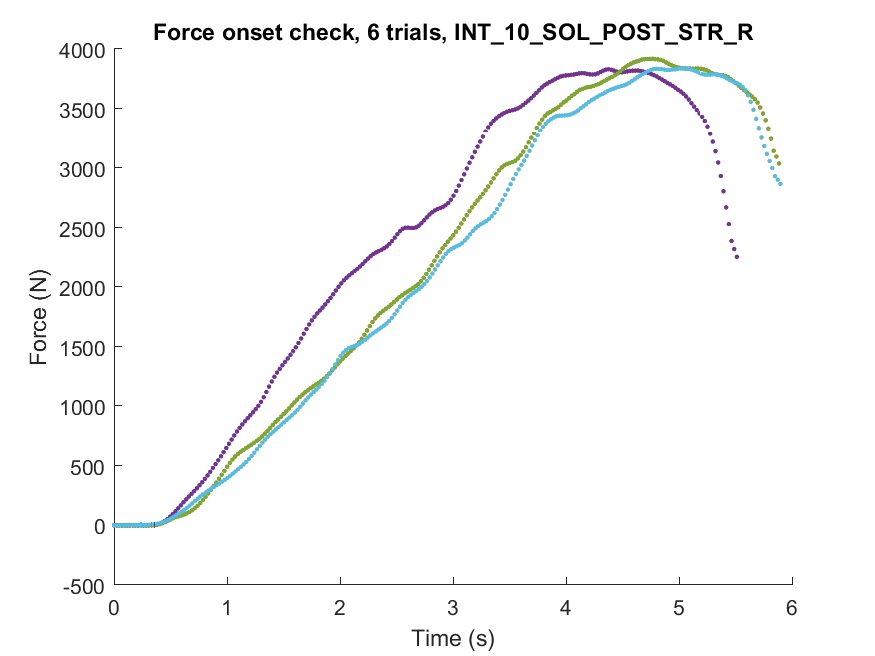 Force onset check, 6 trials, INT_10_SOL_POST_STR_R
4000
3500
3000
2500
2000
1500
1000
500
0
-500
Force (N)
0 1 2 3 4 5 6
Time (s)